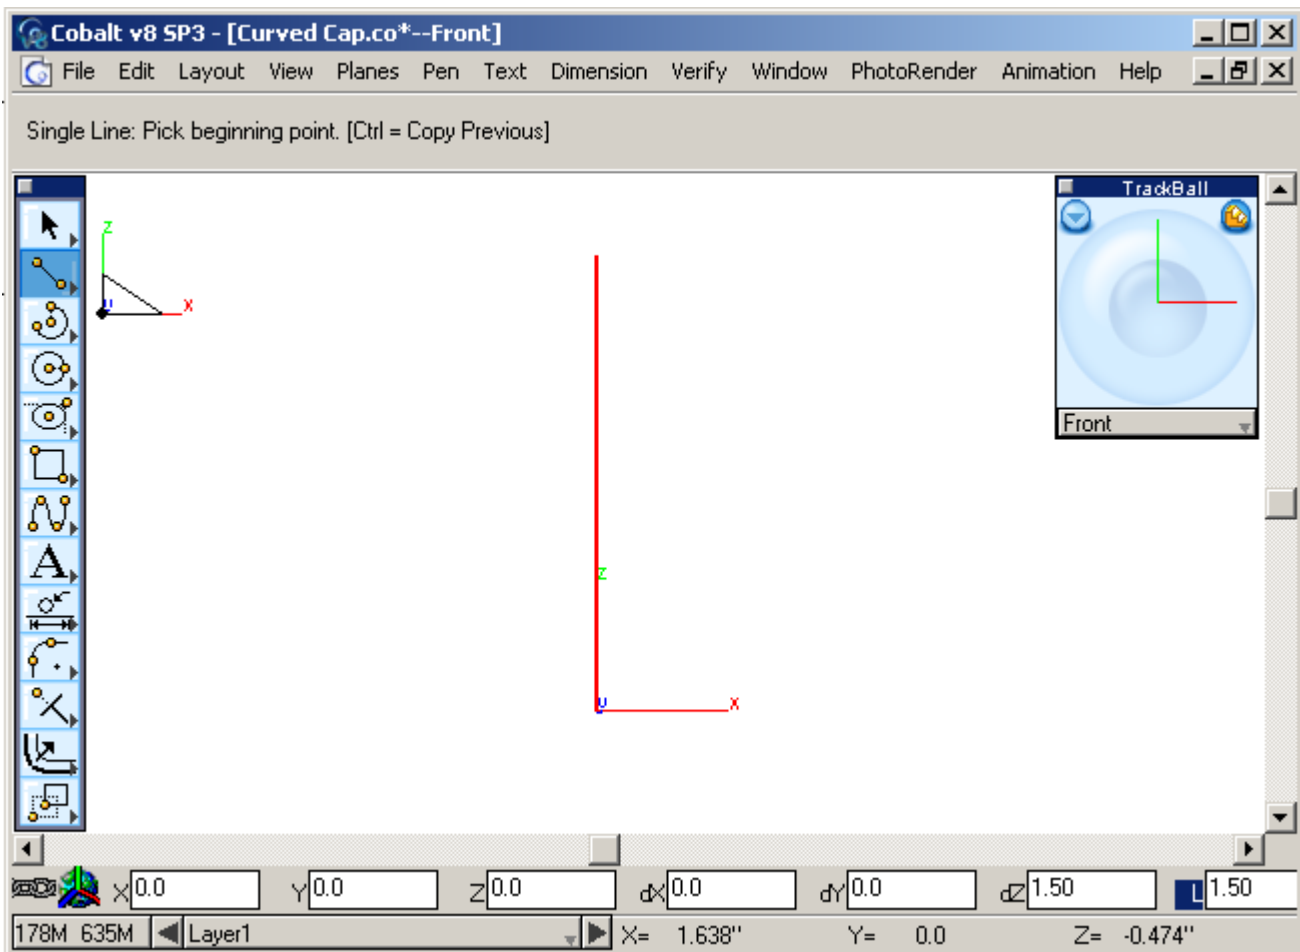 Cobalt v8 SP3 - [Curved Cap.co*--Front]
File Edit Layout View Planes Pen Text Dimension Verify Window PhotoRender Animation Help
Single Line: Pick beginning point. [Ctrl = Copy Previous]
TrackBall
z
x
Front
A
z
x
X 0.0 Y 0.0 Z 0.0 dX 0.0 dY 0.0 dZ 1.50 L 1.50
178M 635M Layer1 X= 1.638" Y= 0.0 Z= -0.474"